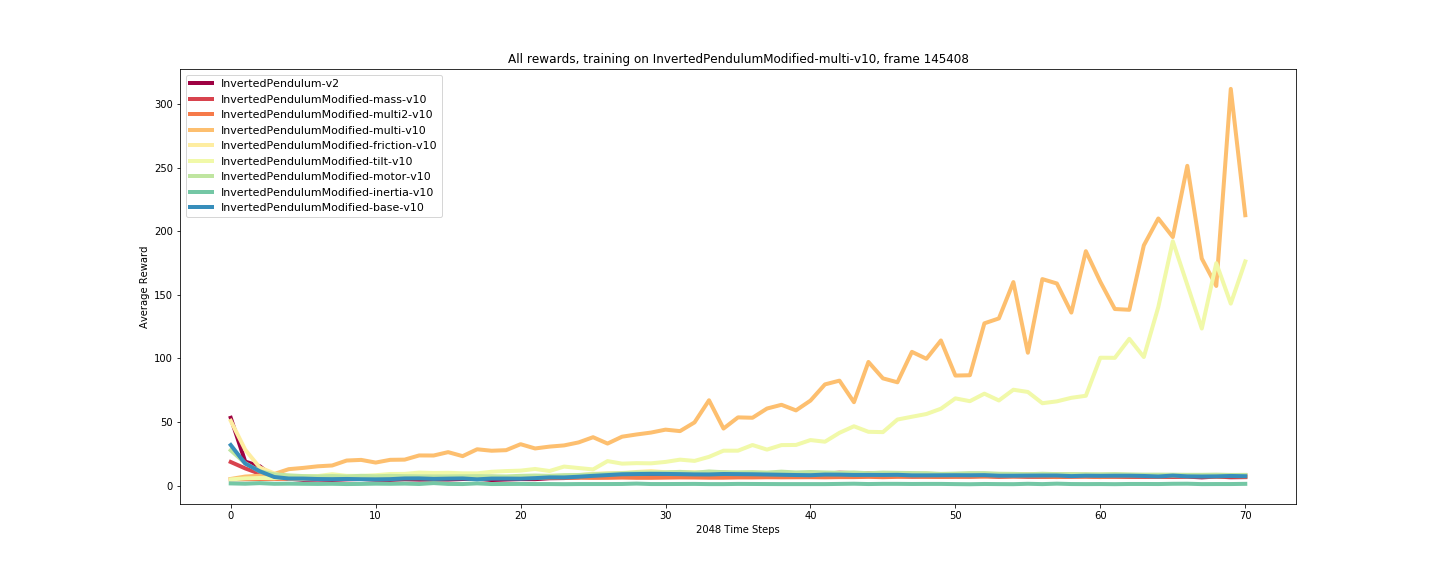 All rewards, training on InvertedPendulumModified-multi-v10, frame 145408
InvertedPendulum-v2
InvertedPendulumModified-mass-v10
InvertedPendulumModified-multi2-v10
InvertedPendulumModified-multi-v10
InvertedPendulumModified-friction-v10
InvertedPendulumModified-tilt-v10
InvertedPendulumModified-motor-v10
InvertedPendulumModified-inertia-v10
InvertedPendulumModified-base-v10
300
250
200
150
100
50
0
Average Reward
0 10 20 30 40 50 60 70
2048 Time Steps